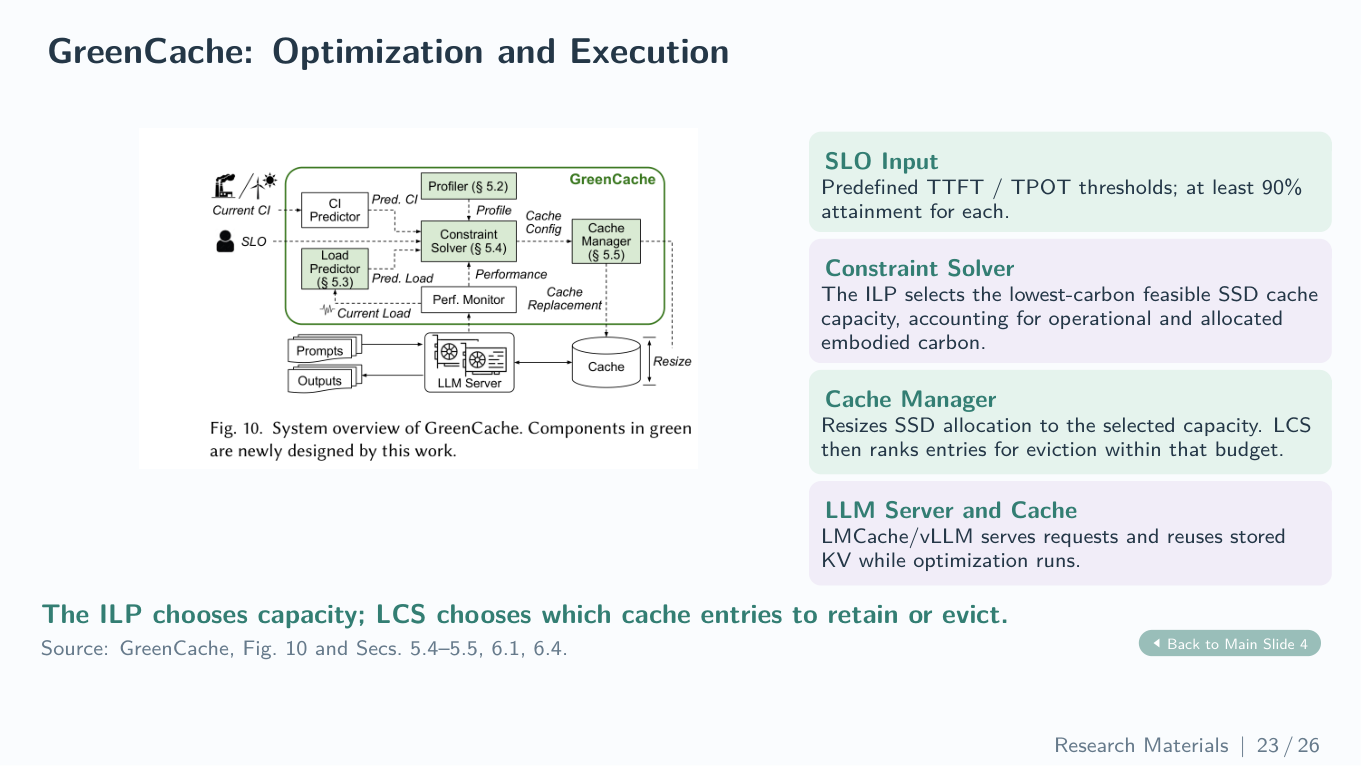 GreenCache: Optimization and Execution
GreenCache
Profiler (§ 5.2)
CI
Predictor
Pred. CI
Current CI
Profile
Cache
Config
Constraint
Solver (§ 5.4)
Cache
Manager
(§ 5.5)
SLO
Load
Predictor
(§ 5.3)
Pred. Load
Performance
Perf. Monitor
Cache
Replacement
Current Load
Prompts
Outputs
LLM Server
Cache
Resize
Fig. 10. System overview of GreenCache. Components in green
are newly designed by this work.
SLO Input
Predefined TTFT / TPOT thresholds; at least 90%
attainment for each.
Constraint Solver
The ILP selects the lowest-carbon feasible SSD cache
capacity, accounting for operational and allocated
embodied carbon.
Cache Manager
Resizes SSD allocation to the selected capacity. LCS
then ranks entries for eviction within that budget.
LLM Server and Cache
LMCache/vLLM serves requests and reuses stored
KV while optimization runs.
The ILP chooses capacity; LCS chooses which cache entries to retain or evict.
Source: GreenCache, Fig. 10 and Secs. 5.4–5.5, 6.1, 6.4.
Back to Main Slide 4
Research Materials | 23 / 26